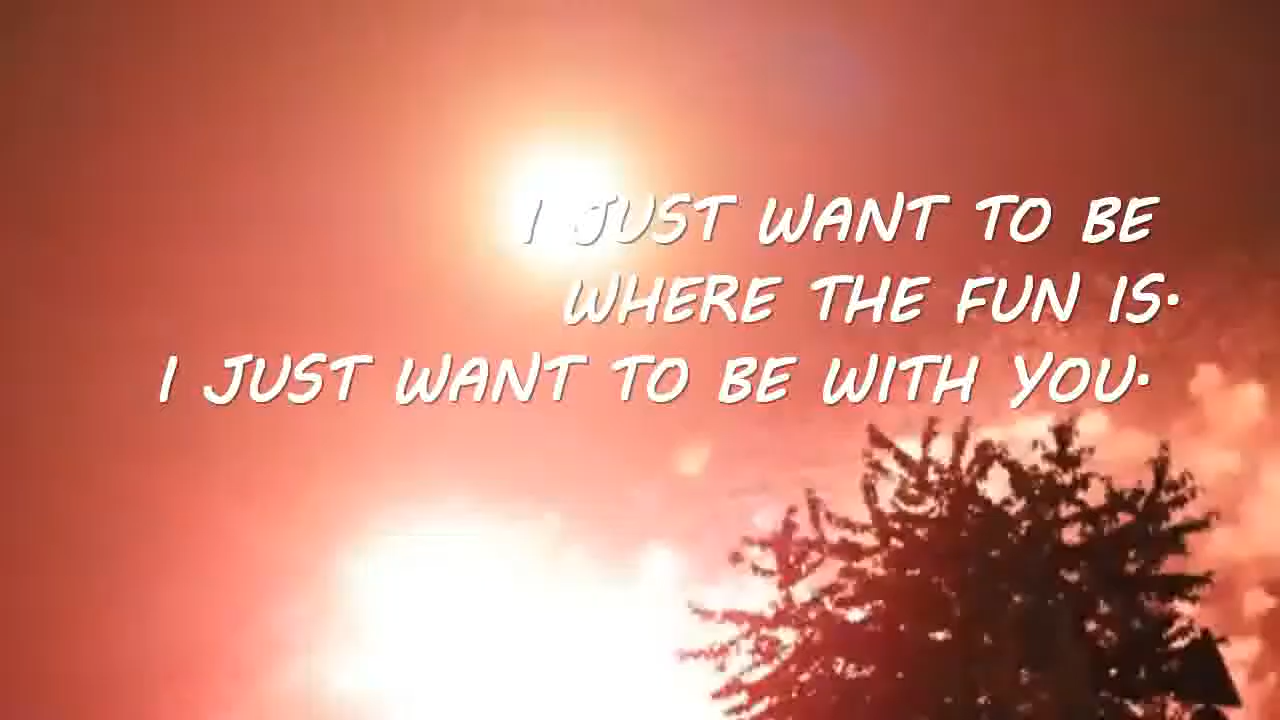 I JUST WANT TO BE
WHERE THE FUN IS.
I JUST WANT TO BE WITH YOU.